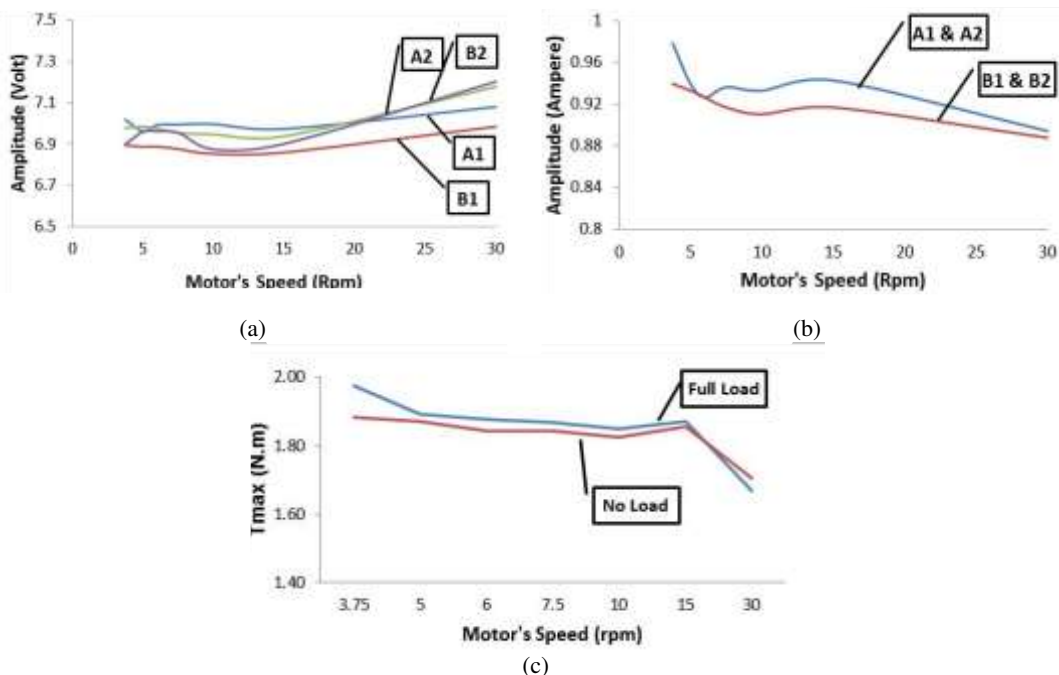 7.5
7.3
7.1
6.9
6.7
6.5
Amplitude (Volt)
A2
B2
A1
B1
0 5 10 15 20 25 30
Motor's Speed (Rpm)
(a)
1
0.96
0.92
0.88
0.84
0.8
Amplitude (Ampere)
A1 & A2
B1 & B2
0 5 10 15 20 25 30
Motor's Speed (Rpm)
(b)
2.00
1.80
1.60
1.40
Tmax (N.m)
Full Load
No Load
3.75 5 6 7.5 10 15 30
Motor's Speed (rpm)
(c)